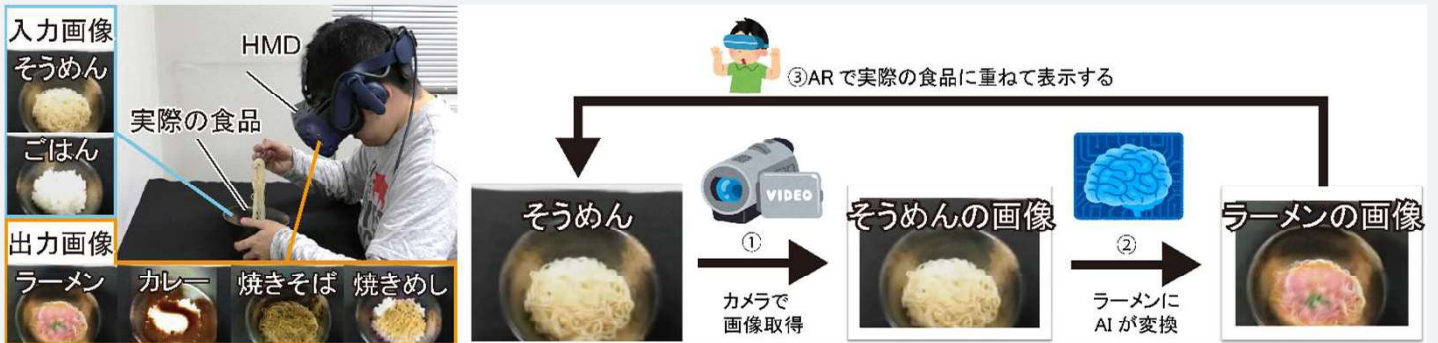 入力画像
そうめん
ごはん
HMD
実際の食品
出力画像
ラーメン
カレー
焼きそば
焼きめし
③ARで実際の食品に重ねて表示する
そうめん
VIDEO
①
カメラで
画像取得
そうめんの画像
②
ラーメンに
AIが変換
ラーメンの画像